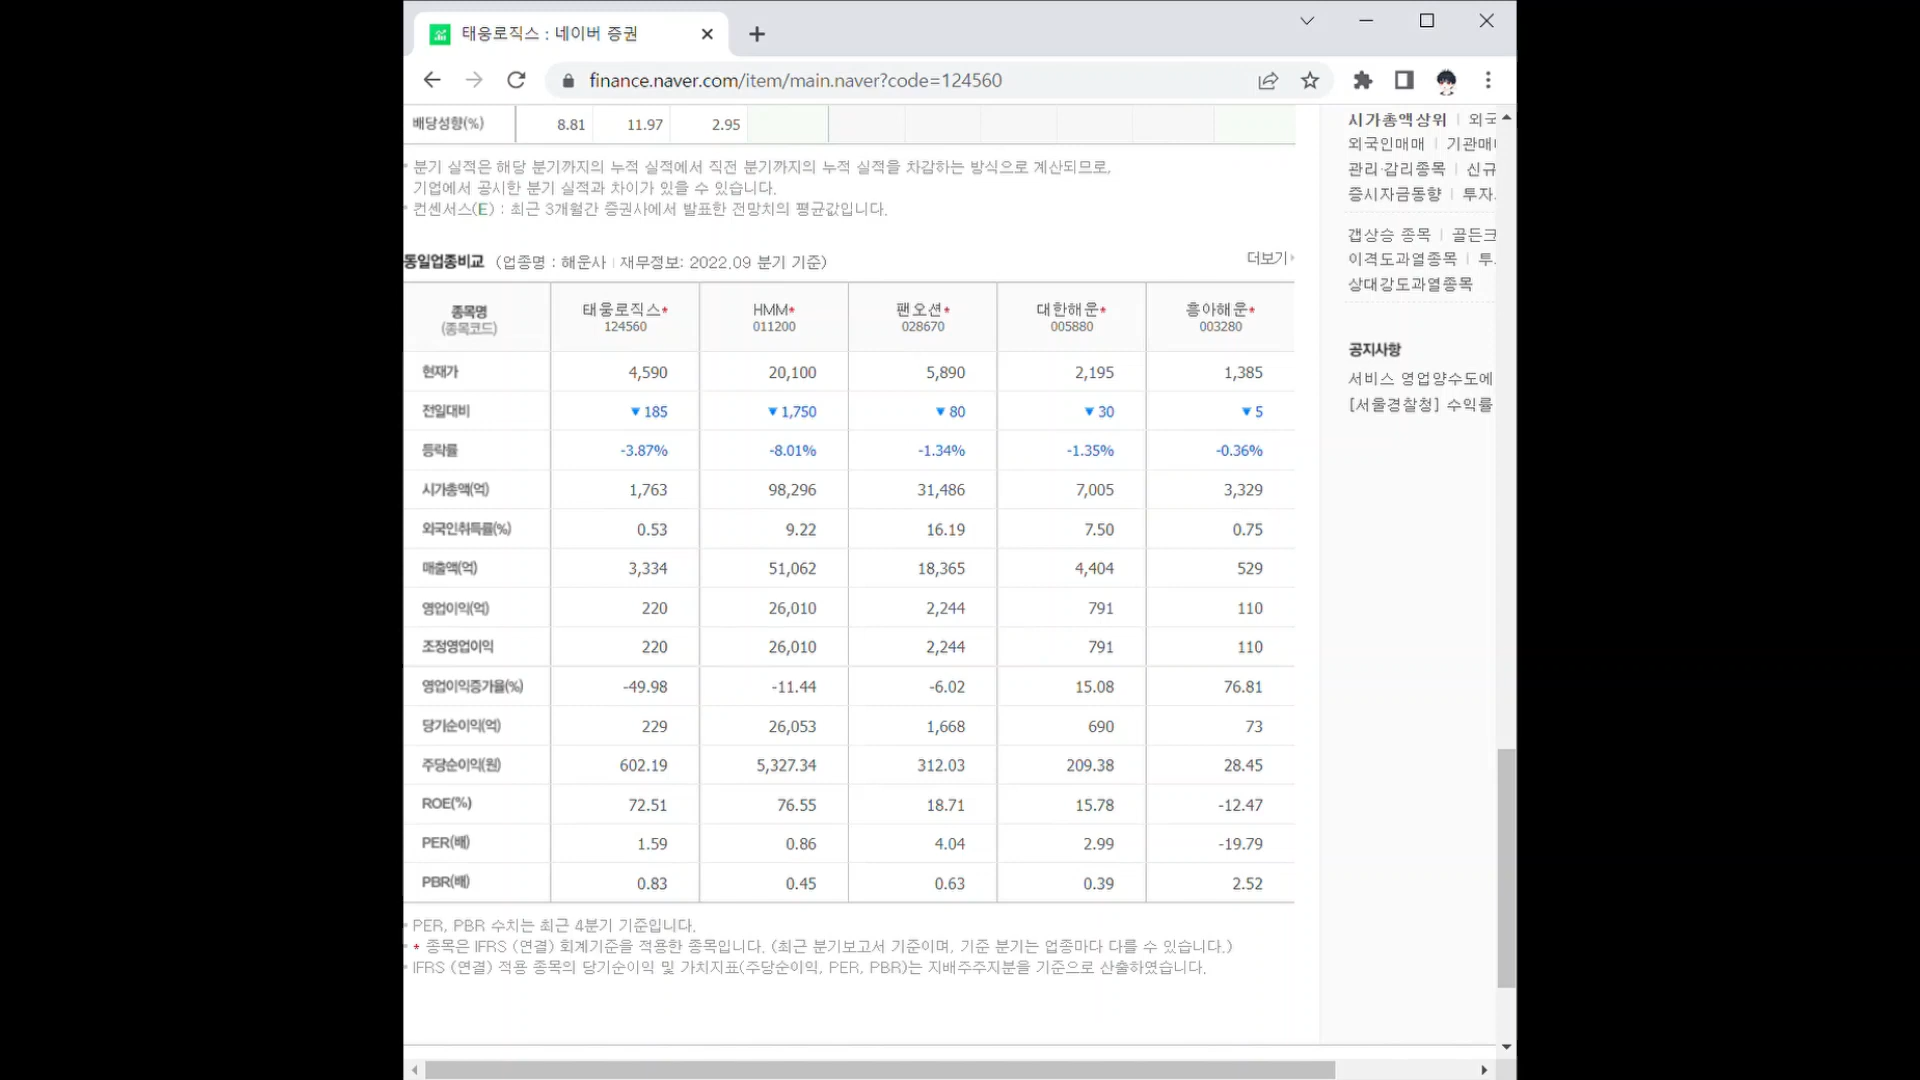 태웅로직스 : 네이버 증권
finance.naver.com/item/main.naver?code=124560
배당성향(%) 8.81 11.97 2.95
분기 실적은 해당 분기까지의 누적 실적에서 직전 분기까지의 누적 실적을 차감하는 방식으로 계산되므로,
기업에서 공시한 분기 실적과 차이가 있을 수 있습니다.
컨센서스(E) : 최근 3개월간 증권사에서 발표한 전망치의 평균값입니다.
동일업종비교 (업종명 : 해운사 | 재무정보: 2022.09 분기 기준) 더보기
종목명 태웅로직스* HMM* 팬오션* 대한해운* 흥아해운*
(종목코드) 124560 011200 028670 005880 003280
현재가 4,590 20,100 5,890 2,195 1,385
전일대비 ▼185 ▼1,750 ▼80 ▼30 ▼5
등락률 -3.87% -8.01% -1.34% -1.35% -0.36%
시가총액(억) 1,763 98,296 31,486 7,005 3,329
외국인취득률(%) 0.53 9.22 16.19 7.50 0.75
매출액(억) 3,334 51,062 18,365 4,404 529
영업이익(억) 220 26,010 2,244 791 110
조정영업이익 220 26,010 2,244 791 110
영업이익증가율(%) -49.98 -11.44 -6.02 15.08 76.81
당기순이익(억) 229 26,053 1,668 690 73
주당순이익(원) 602.19 5,327.34 312.03 209.38 28.45
ROE(%) 72.51 76.55 18.71 15.78 -12.47
PER(배) 1.59 0.86 4.04 2.99 -19.79
PBR(배) 0.83 0.45 0.63 0.39 2.52
PER, PBR 수치는 최근 4분기 기준입니다.
* 종목은 IFRS (연결) 회계기준을 적용한 종목입니다. (최근 분기보고서 기준이며, 기준 분기는 업종마다 다를 수 있습니다.)
IFRS (연결) 적용 종목의 당기순이익 및 가치지표(주당순이익, PER, PBR)는 지배주주지분을 기준으로 산출하였습니다.
시가총액상위 | 외국
외국인매매 | 기관매
관리·감리종목 | 신규
증시자금동향 | 투자
갭상승 종목 | 골든크
이격도과열종목 | 투
상대강도과열종목
공지사항
서비스 영업양수도에
[서울경찰청] 수익률